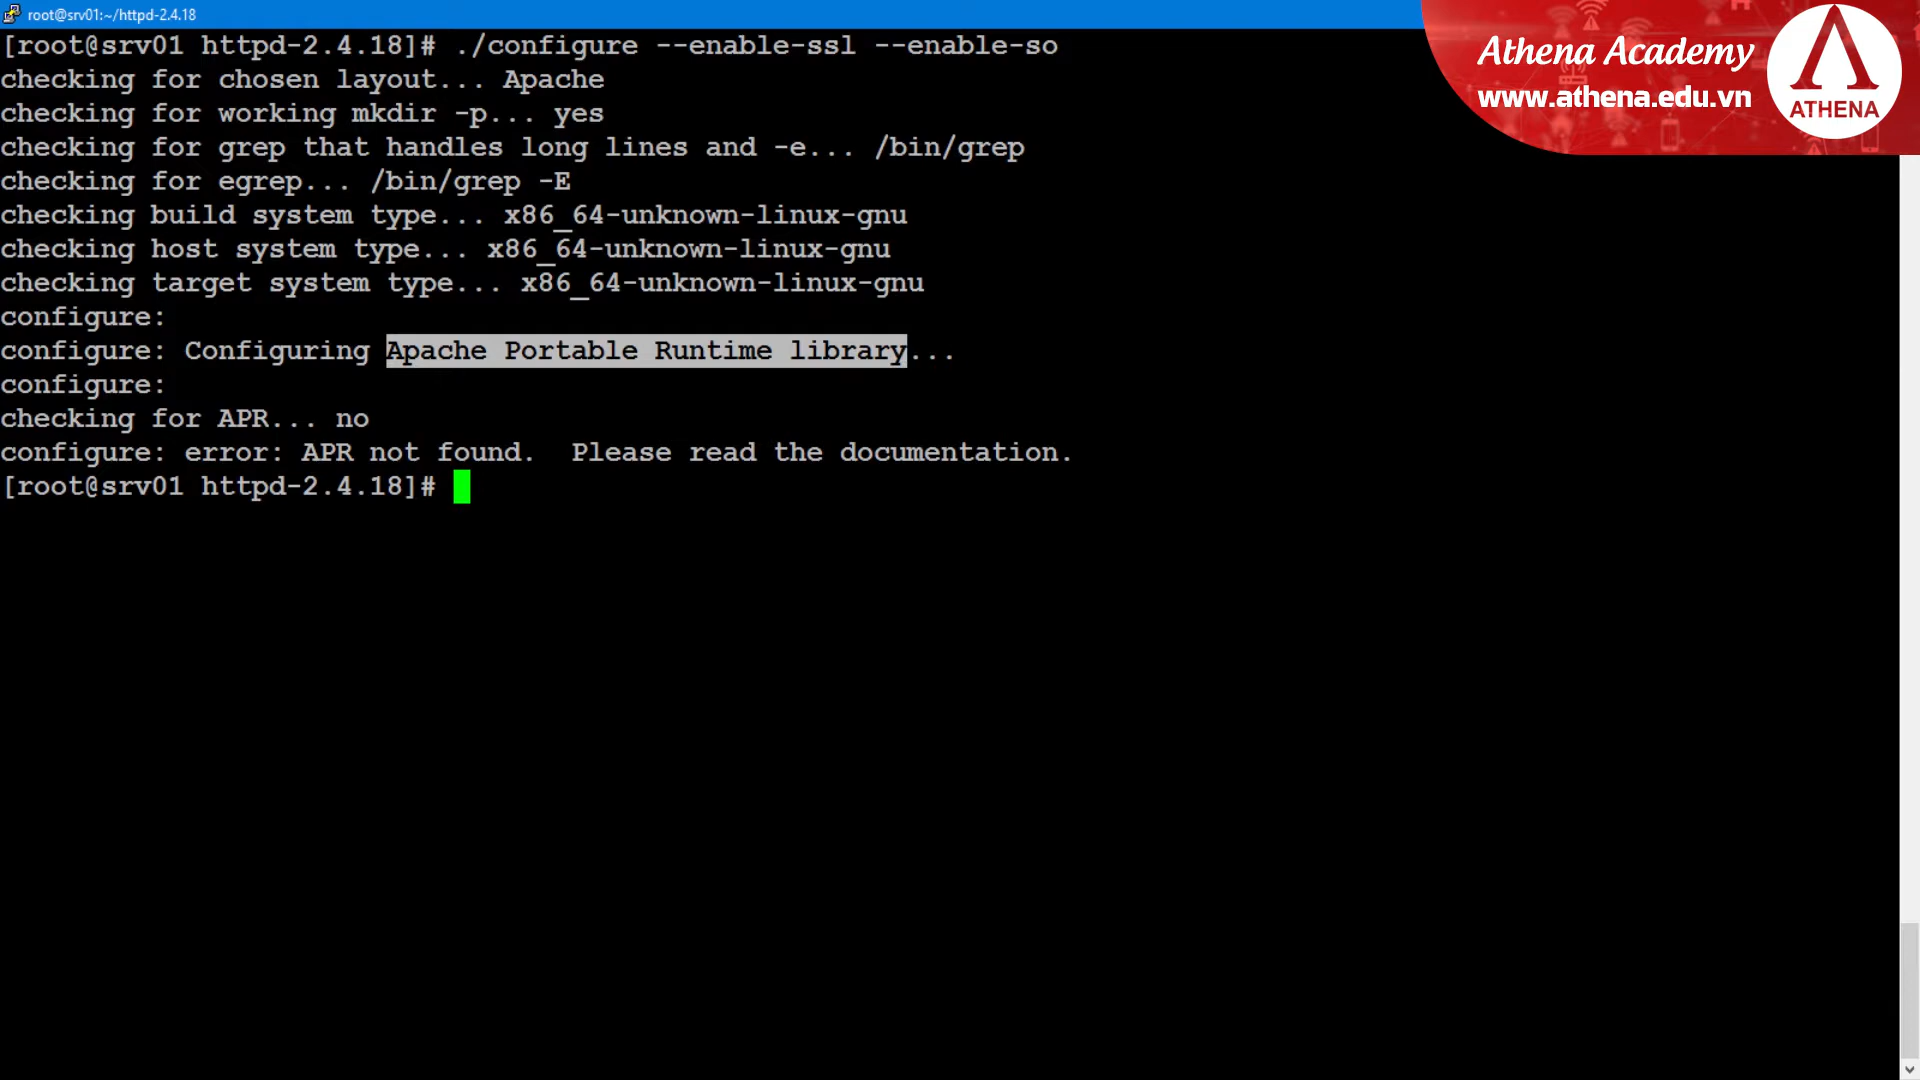 root@srv01:~/httpd-2.4.18
[root@srv01 httpd-2.4.18]# ./configure --enable-ssl --enable-so
checking for chosen layout... Apache
checking for working mkdir -p... yes
checking for grep that handles long lines and -e... /bin/grep
checking for egrep... /bin/grep -E
checking build system type... x86_64-unknown-linux-gnu
checking host system type... x86_64-unknown-linux-gnu
checking target system type... x86_64-unknown-linux-gnu
configure:
configure: Configuring Apache Portable Runtime library...
configure:
checking for APR... no
configure: error: APR not found.  Please read the documentation.
[root@srv01 httpd-2.4.18]#
Athena Academy
www.athena.edu.vn
ATHENA